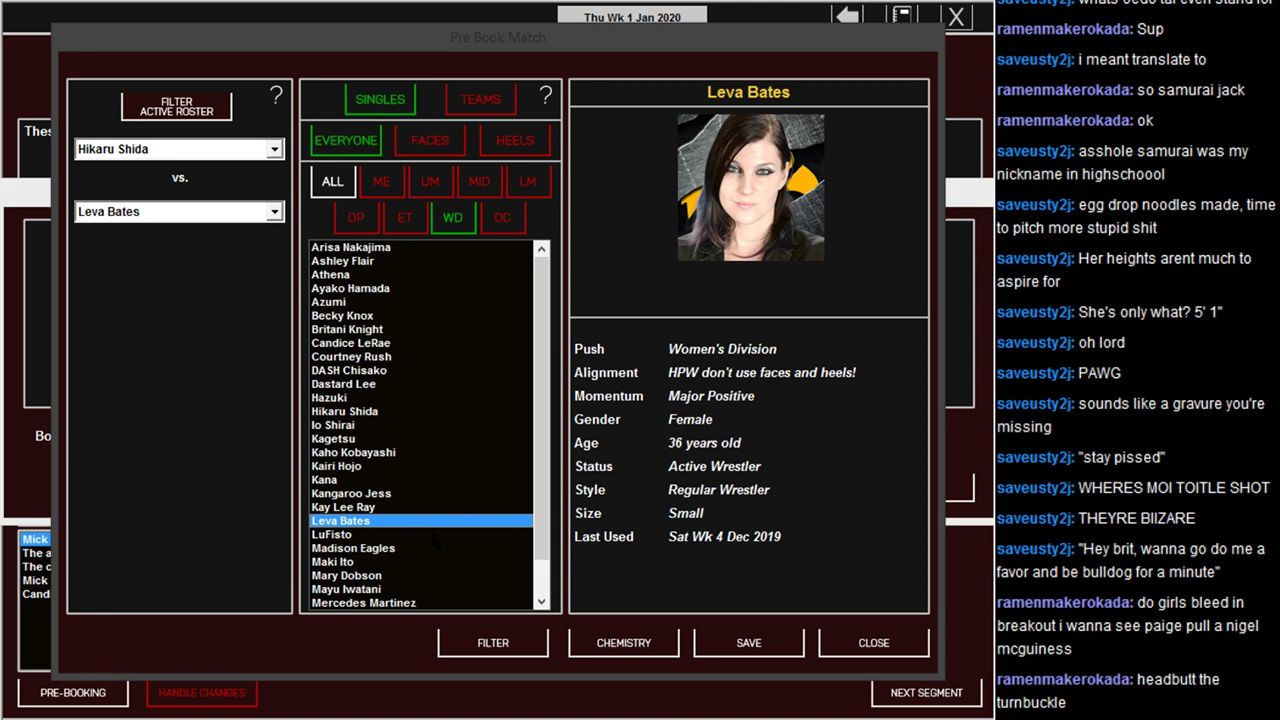 Thu Wk 1 Jan 2020
X
Pre Book Match
FILTER
ACTIVE ROSTER
?
Hikaru Shida
vs.
Leva Bates
SINGLES
TEAMS
?
EVERYONE
FACES
HEELS
ALL
ME
UM
MID
LM
OP
ET
WD
OC
Arisa Nakajima
Ashley Flair
Athena
Ayako Hamada
Azumi
Becky Knox
Britani Knight
Candice LeRae
Courtney Rush
DASH Chisako
Dastard Lee
Hazuki
Hikaru Shida
Io Shirai
Kagetsu
Kaho Kobayashi
Kairi Hojo
Kana
Kangaroo Jess
Kay Lee Ray
Leva Bates
LuFisto
Madison Eagles
Maki Ito
Mary Dobson
Mayu Iwatani
Mercedes Martinez
Leva Bates
Push Women's Division
Alignment HPW don't use faces and heels!
Momentum Major Positive
Gender Female
Age 36 years old
Status Active Wrestler
Style Regular Wrestler
Size Small
Last Used Sat Wk 4 Dec 2019
FILTER
CHEMISTRY
SAVE
CLOSE
Thes
Bo
Mick
The a
The c
Mick
Cand
PRE-BOOKING
HANDLE CHANGES
NEXT SEGMENT
ramenmakerokada: Sup
saveusty2j: i meant translate to
ramenmakerokada: so samurai jack
ramenmakerokada: ok
saveusty2j: asshole samurai was my
nickname in highschoool
saveusty2j: egg drop noodles made, time
to pitch more stupid shit
saveusty2j: Her heights arent much to
aspire for
saveusty2j: She's only what? 5' 1"
saveusty2j: oh lord
saveusty2j: PAWG
saveusty2j: sounds like a gravure you're
missing
saveusty2j: "stay pissed"
saveusty2j: WHERES MOI TOITLE SHOT
saveusty2j: THEYRE BIIZARE
saveusty2j: "Hey brit, wanna go do me a
favor and be bulldog for a minute"
ramenmakerokada: do girls bleed in
breakout i wanna see paige pull a nigel
mcguiness
ramenmakerokada: headbutt the
turnbuckle